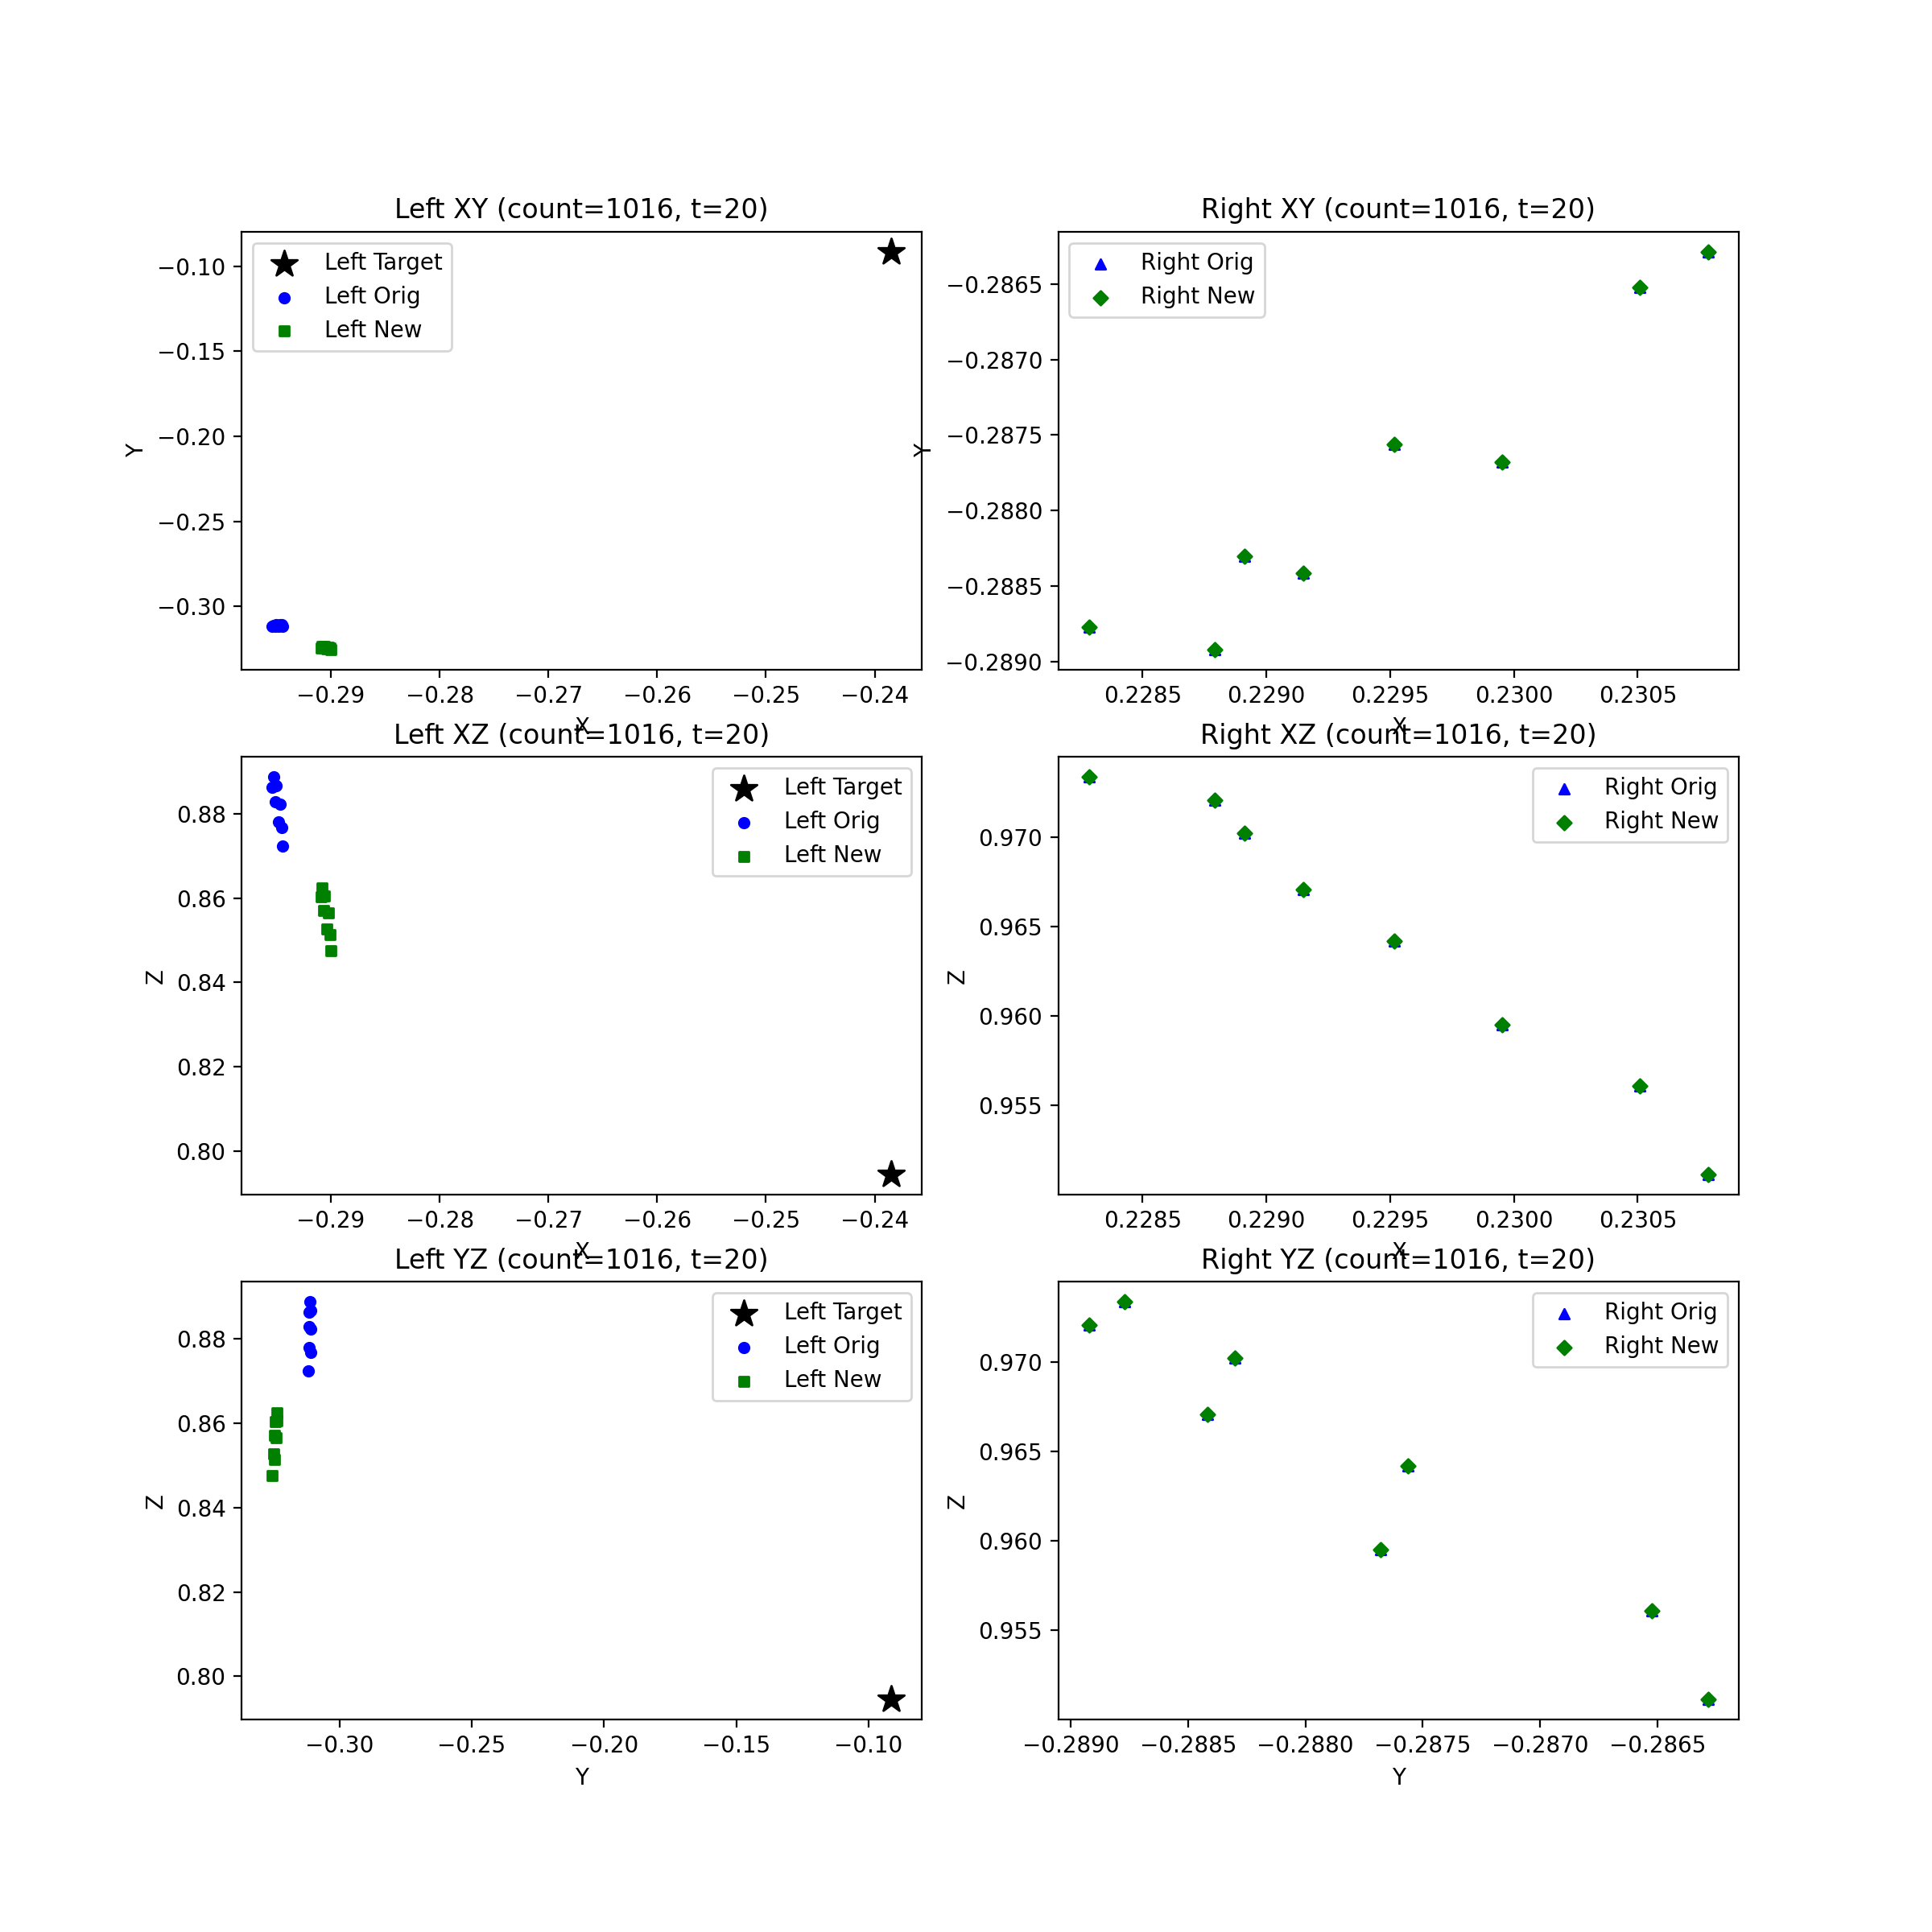 Left XY (count=1016, t=20)
Left Target
Left Orig
Left New
−0.10
−0.15
−0.20
−0.25
−0.30
Y
−0.29
−0.28
−0.27
−0.26
−0.25
−0.24
X
Right XY (count=1016, t=20)
Right Orig
Right New
−0.2865
−0.2870
−0.2875
−0.2880
−0.2885
−0.2890
Y
0.2285
0.2290
0.2295
0.2300
0.2305
X
Left XZ (count=1016, t=20)
Left Target
Left Orig
Left New
0.88
0.86
0.84
0.82
0.80
Z
−0.29
−0.28
−0.27
−0.26
−0.25
−0.24
X
Right XZ (count=1016, t=20)
Right Orig
Right New
0.970
0.965
0.960
0.955
Z
0.2285
0.2290
0.2295
0.2300
0.2305
X
Left YZ (count=1016, t=20)
Left Target
Left Orig
Left New
0.88
0.86
0.84
0.82
0.80
Z
−0.30
−0.25
−0.20
−0.15
−0.10
Y
Right YZ (count=1016, t=20)
Right Orig
Right New
0.970
0.965
0.960
0.955
Z
−0.2890
−0.2885
−0.2880
−0.2875
−0.2870
−0.2865
Y